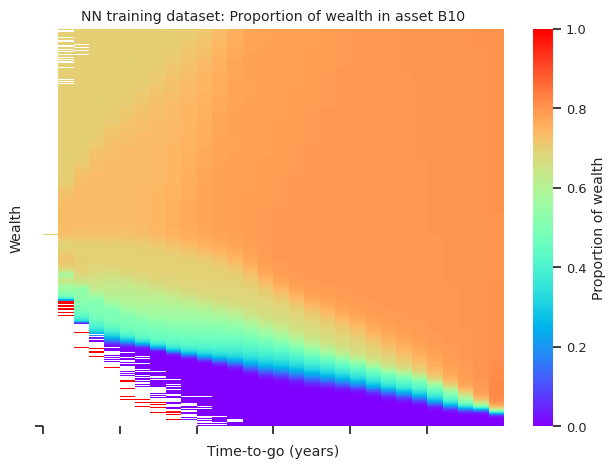 NN training dataset: Proportion of wealth in asset B10
Wealth
Time-to-go (years)
1.0
0.8
0.6
0.4
0.2
0.0
Proportion of wealth